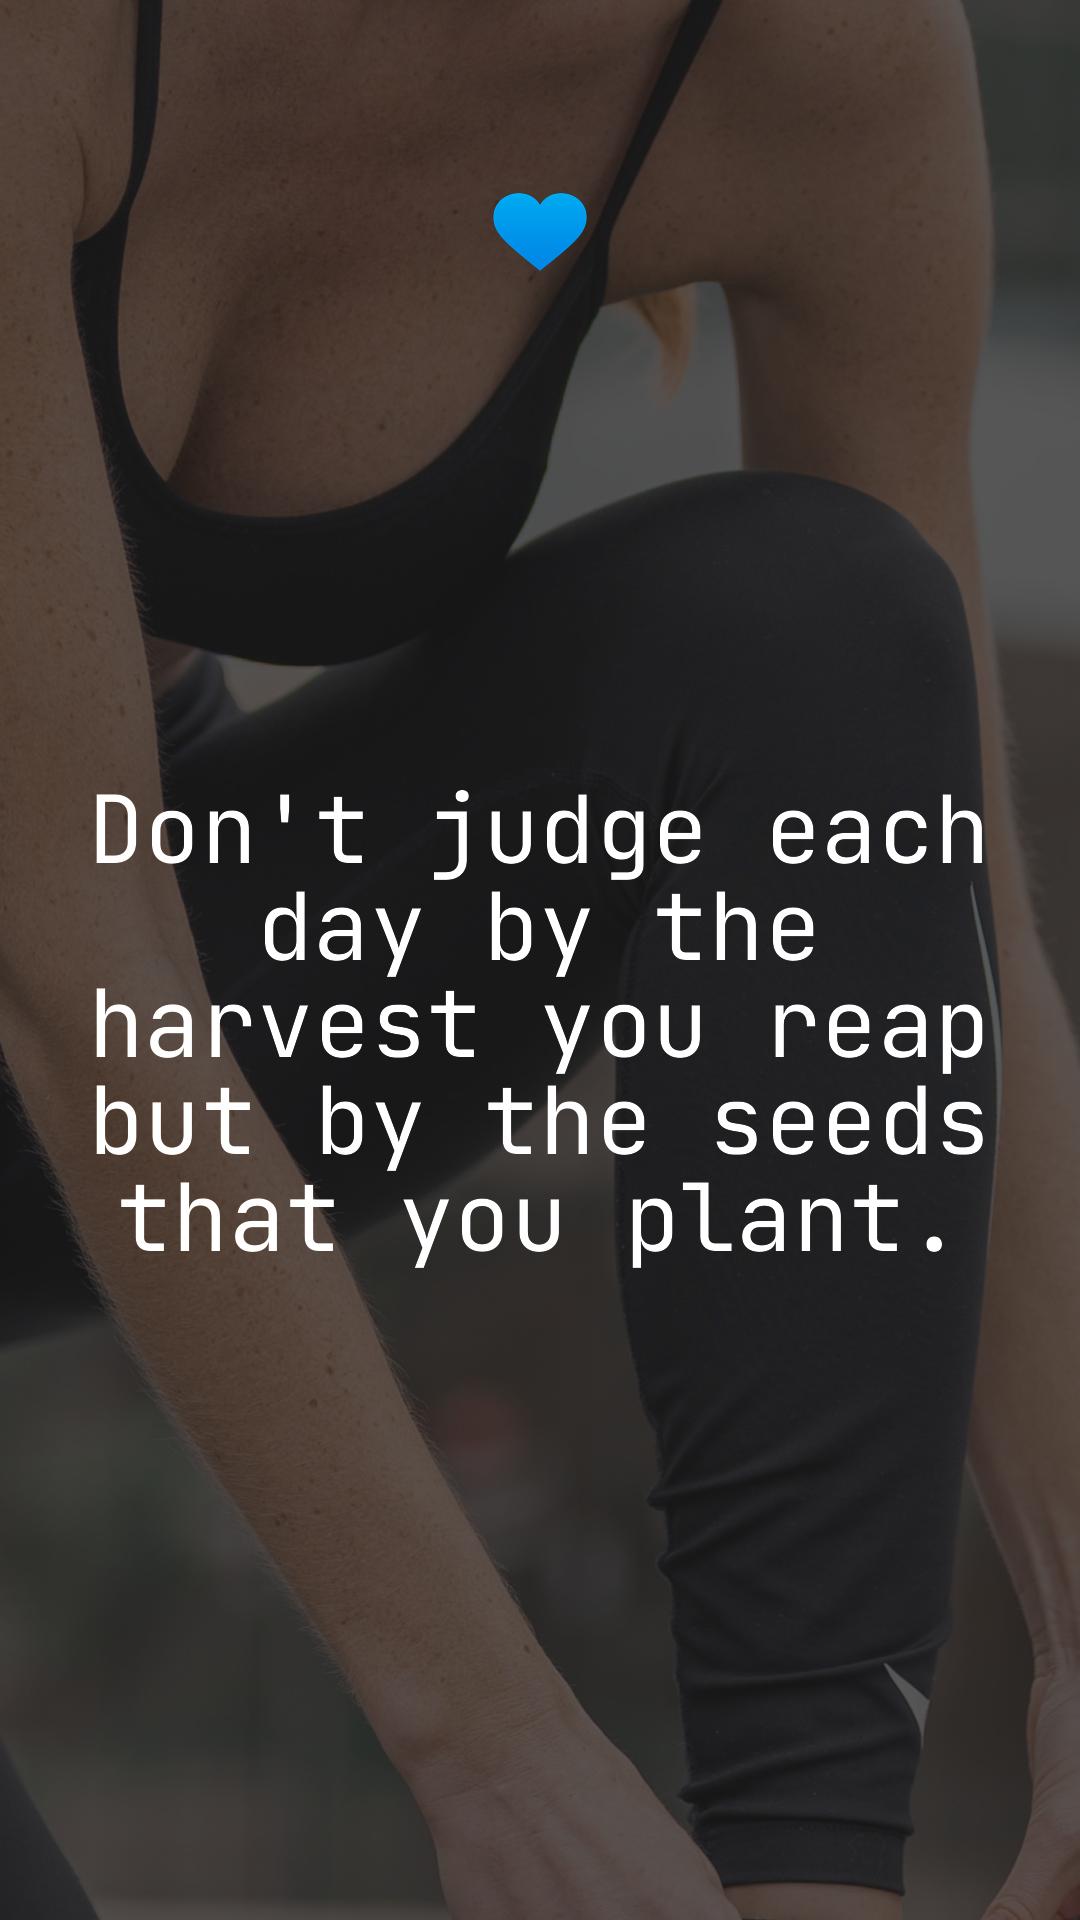 Don't judge each
day by the
harvest you reap
but by the seeds
that you plant.